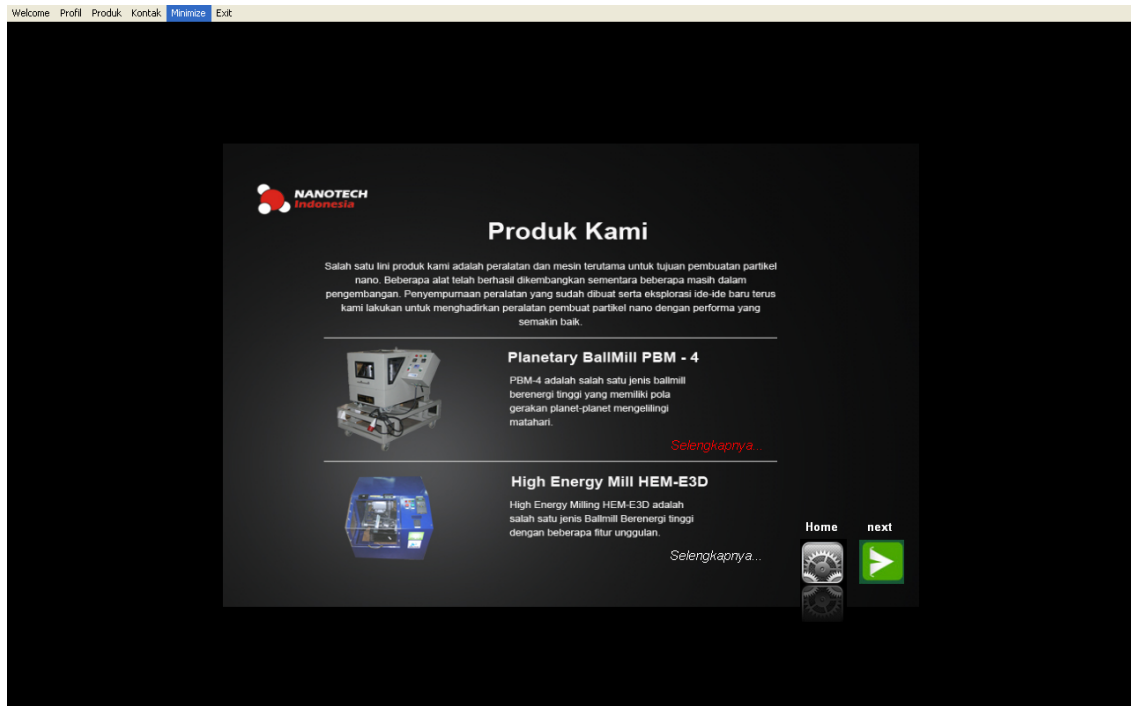 Welcome Profil Produk Kontak Minimize Exit
NANOTECH
Indonesia
Produk Kami
Salah satu lini produk kami adalah peralatan dan mesin terutama untuk tujuan pembuatan partikel
nano. Beberapa alat telah berhasil dikembangkan sementara beberapa masih dalam
pengembangan. Penyempurnaan peralatan yang sudah dibuat serta eksplorasi ide-ide baru terus
kami lakukan untuk menghadirkan peralatan pembuat partikel nano dengan performa yang
semakin baik.
Planetary BallMill PBM - 4
PBM-4 adalah salah satu jenis ballmill
berenergi tinggi yang memiliki pola
gerakan planet-planet mengelilingi
matahari.
Selengkapnya...
High Energy Mill HEM-E3D
High Energy Milling HEM-E3D adalah
salah satu jenis Ballmill Berenergi tinggi
dengan beberapa fitur unggulan.
Selengkapnya...
Home next